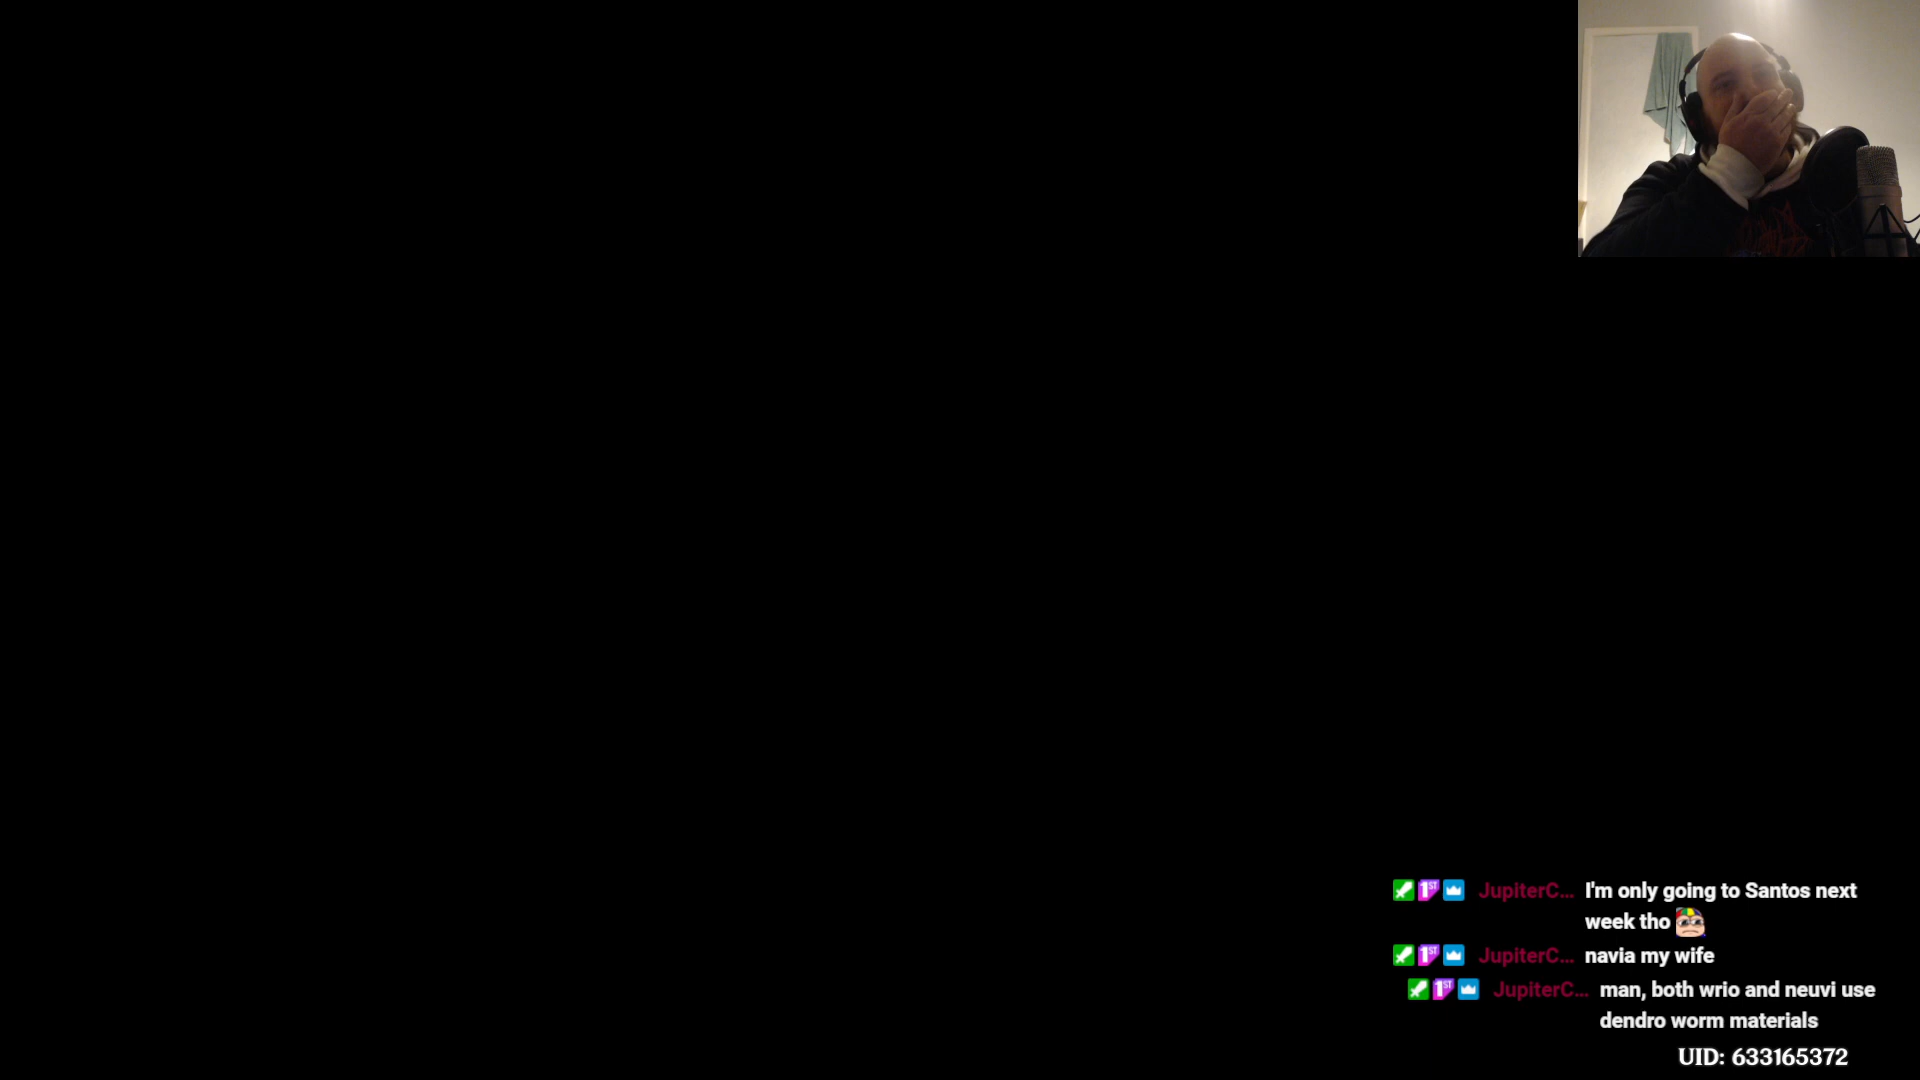 JupiterC... I'm only going to Santos next
week tho
JupiterC... navia my wife
JupiterC... man, both wrio and neuvi use
dendro worm materials
UID: 633165372